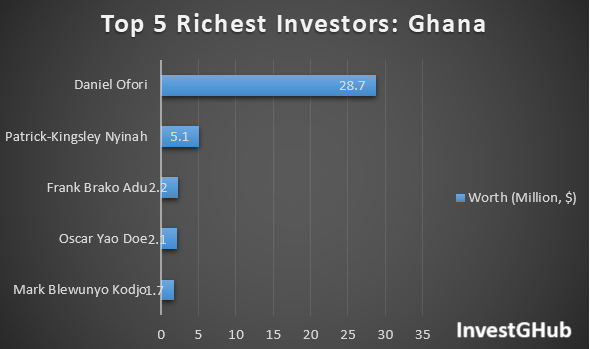 Top 5 Richest Investors: Ghana
Daniel Ofori 28.7
Patrick-Kingsley Nyinah 5.1
Frank Brako Adu 2.2
Oscar Yao Doe 2.1
Mark Blewunyo Kodjo 1.7
Worth (Million, $)
0 5 10 15 20 25 30 35
InvestGHub